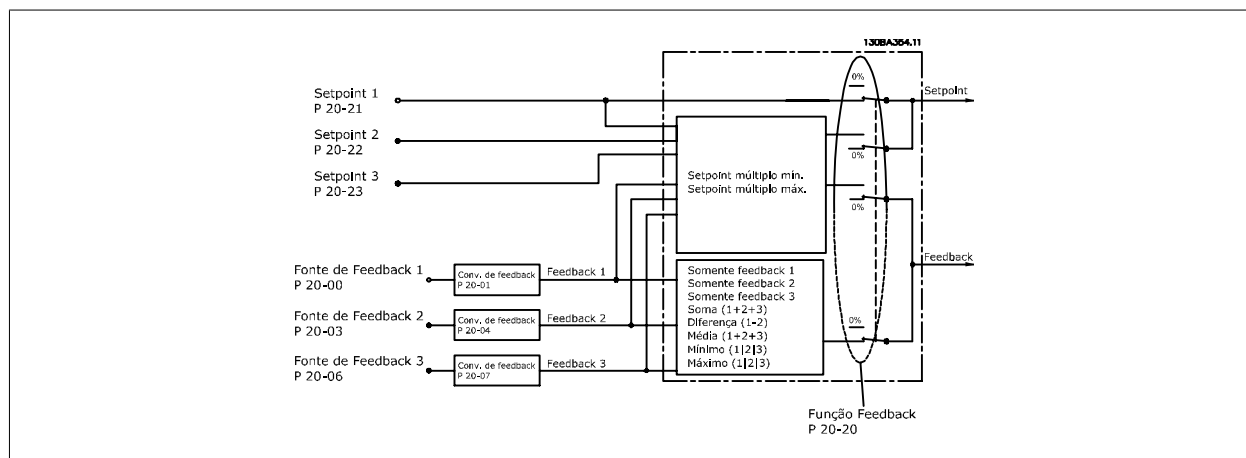 130BA354.11
0%
Setpoint 1
P 20-21
Setpoint
Setpoint 2
P 20-22
0%
Setpoint 3
P 20-23
Setpoint múltiplo mín.
Setpoint múltiplo máx.
0%
Feedback
Fonte de Feedback 1
P 20-00
Conv. de feedback
P 20-01
Feedback 1
Fonte de Feedback 2
P 20-03
Conv. de feedback
P 20-04
Feedback 2
Fonte de Feedback 3
P 20-06
Conv. de feedback
P 20-07
Feedback 3
Somente feedback 1
Somente feedback 2
Somente feedback 3
Soma (1+2+3)
Diferença (1-2)
Média (1+2+3)
Mínimo (1|2|3)
Máximo (1|2|3)
0%
Função Feedback
P 20-20